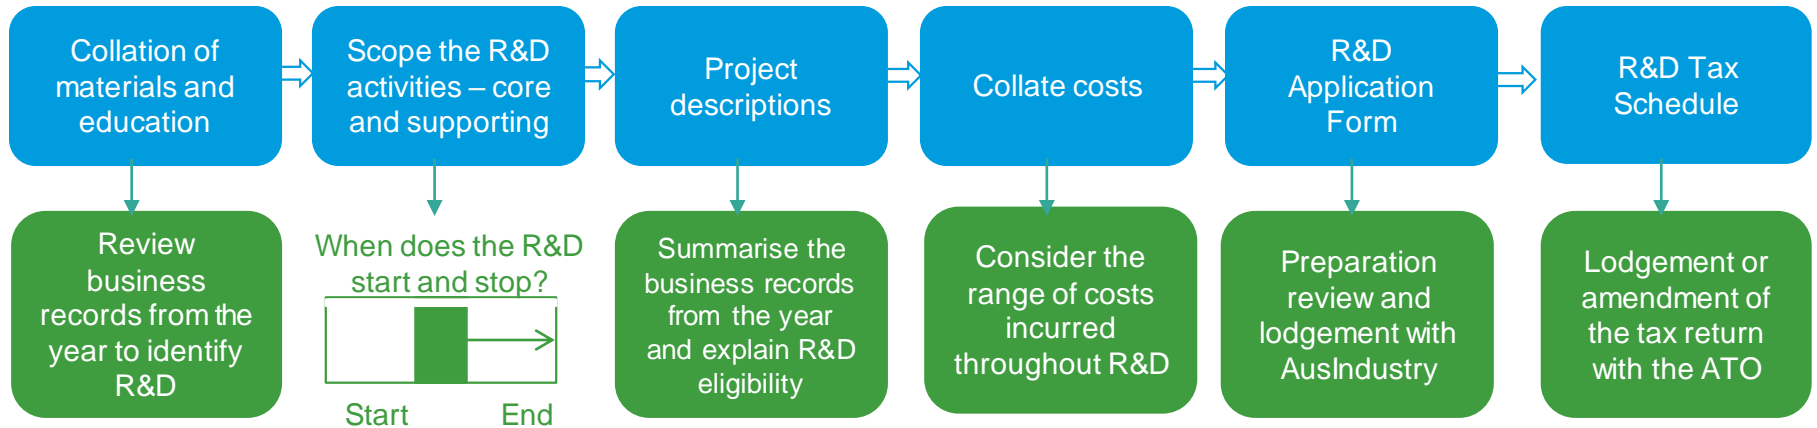 Collation of
materials and
education
Scope the R&D
activities – core
and supporting
Project
descriptions
Collate costs
R&D
Application
Form
R&D Tax
Schedule
Review
business
records from the
year to identify
R&D
When does the R&D
start and stop?
Start End
Summarise the
business records
from the year
and explain R&D
eligibility
Consider the
range of costs
incurred
throughout R&D
Preparation
review and
lodgement with
AusIndustry
Lodgement or
amendment of
the tax return
with the ATO